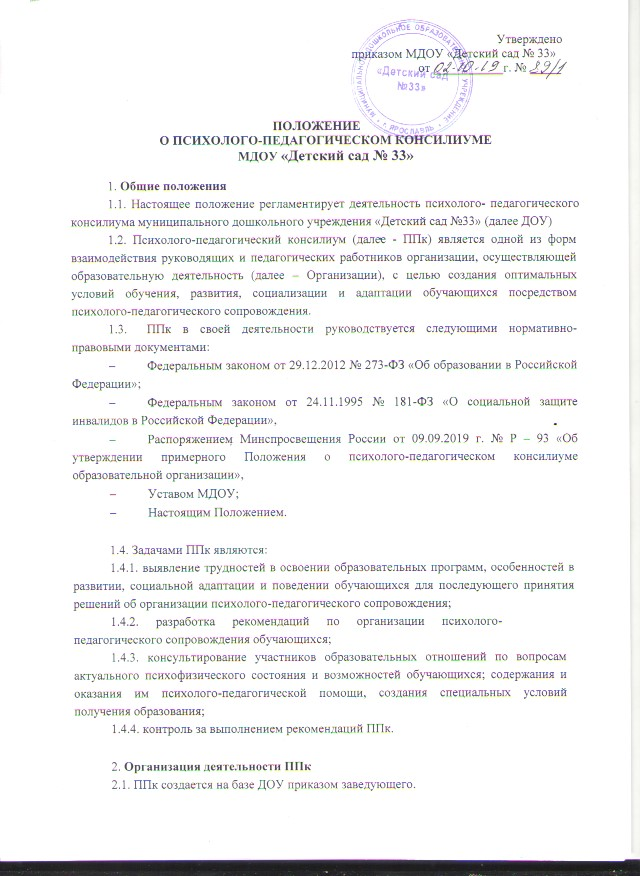 Утверждено
приказом МДОУ «Детский сад № 33»
от 02-10-19 г. № 39/1
«Детский сад
№33»
ЯРОСЛАВЛЬ
ПОЛОЖЕНИЕ
О ПСИХОЛОГО-ПЕДАГОГИЧЕСКОМ КОНСИЛИУМЕ
МДОУ «Детский сад № 33»
1. Общие положения
1.1. Настоящее положение регламентирует деятельность психолого- педагогического
консилиума муниципального дошкольного учреждения «Детский сад №33» (далее ДОУ)
1.2. Психолого-педагогический консилиум (далее - ППк) является одной из форм
взаимодействия руководящих и педагогических работников организации, осуществляющей
образовательную деятельность (далее – Организации), с целью создания оптимальных
условий обучения, развития, социализации и адаптации обучающихся посредством
психолого-педагогического сопровождения.
1.3. ППк в своей деятельности руководствуется следующими нормативно-
правовыми документами:
– Федеральным законом от 29.12.2012 № 273-ФЗ «Об образовании в Российской
Федерации»;
– Федеральным законом от 24.11.1995 № 181-ФЗ «О социальной защите
инвалидов в Российской Федерации»,
– Распоряжением Минспросвещения России от 09.09.2019 г. № Р – 93 «Об
утверждении примерного Положения о психолого-педагогическом консилиуме
образовательной организации»,
– Уставом МДОУ;
– Настоящим Положением.
1.4. Задачами ППк являются:
1.4.1. выявление трудностей в освоении образовательных программ, особенностей в
развитии, социальной адаптации и поведении обучающихся для последующего принятия
решений об организации психолого-педагогического сопровождения;
1.4.2. разработка рекомендаций по организации психолого-
педагогического сопровождения обучающихся;
1.4.3. консультирование участников образовательных отношений по вопросам
актуального психофизического состояния и возможностей обучающихся; содержания и
оказания им психолого-педагогической помощи, создания специальных условий
получения образования;
1.4.4. контроль за выполнением рекомендаций ППк.
2. Организация деятельности ППк
2.1. ППк создается на базе ДОУ приказом заведующего.